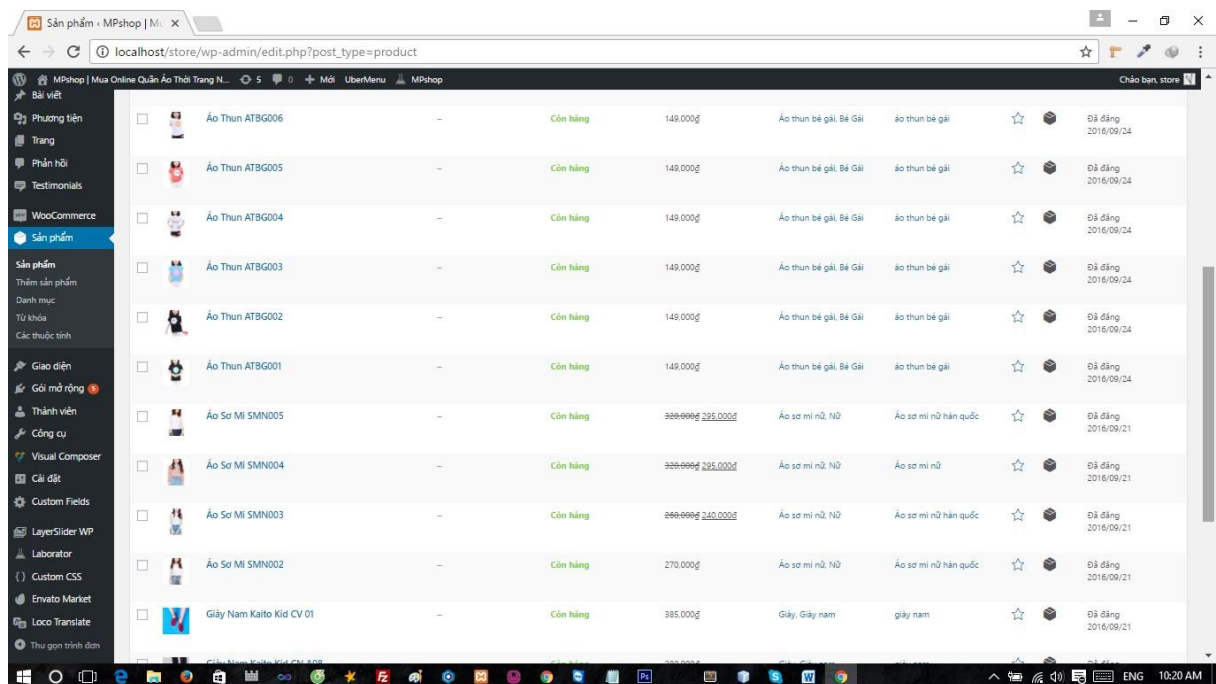 Sản phẩm ‹ MPshop | M
localhost/store/wp-admin/edit.php?post_type=product
MPshop | Mua Online Quần Áo Thời Trang N... 5 0 + Mới UberMenu MPshop Chào bạn, store
Bài viết
Phương tiện
Trang
Phản hồi
Testimonials
WooCommerce
Sản phẩm
Sản phẩm
Thêm sản phẩm
Danh mục
Từ khóa
Các thuộc tính
Giao diện
Gói mở rộng 5
Thành viên
Công cụ
Visual Composer
Cài đặt
Custom Fields
LayerSlider WP
Laborator
Custom CSS
Envato Market
Loco Translate
Thu gọn trình đơn
Áo Thun ATBG006 – Còn hàng 149,000₫ Áo thun bé gái, Bé Gái áo thun bé gái Đã đăng
2016/09/24
Áo Thun ATBG005 – Còn hàng 149,000₫ Áo thun bé gái, Bé Gái áo thun bé gái Đã đăng
2016/09/24
Áo Thun ATBG004 – Còn hàng 149,000₫ Áo thun bé gái, Bé Gái áo thun bé gái Đã đăng
2016/09/24
Áo Thun ATBG003 – Còn hàng 149,000₫ Áo thun bé gái, Bé Gái áo thun bé gái Đã đăng
2016/09/24
Áo Thun ATBG002 – Còn hàng 149,000₫ Áo thun bé gái, Bé Gái áo thun bé gái Đã đăng
2016/09/24
Áo Thun ATBG001 – Còn hàng 149,000₫ Áo thun bé gái, Bé Gái áo thun bé gái Đã đăng
2016/09/24
Áo Sơ Mi SMN005 – Còn hàng 320,000₫ 295,000₫ Áo sơ mi nữ, Nữ Áo sơ mi nữ hàn quốc Đã đăng
2016/09/21
Áo Sơ Mi SMN004 – Còn hàng 320,000₫ 295,000₫ Áo sơ mi nữ, Nữ Áo sơ mi nữ Đã đăng
2016/09/21
Áo Sơ Mi SMN003 – Còn hàng 260,000₫ 240,000₫ Áo sơ mi nữ, Nữ Áo sơ mi nữ hàn quốc Đã đăng
2016/09/21
Áo Sơ Mi SMN002 – Còn hàng 270,000₫ Áo sơ mi nữ, Nữ Áo sơ mi nữ hàn quốc Đã đăng
2016/09/21
Giày Nam Kaito Kid CV 01 – Còn hàng 385,000₫ Giày, Giày nam giày nam Đã đăng
2016/09/21
ENG 10:20 AM